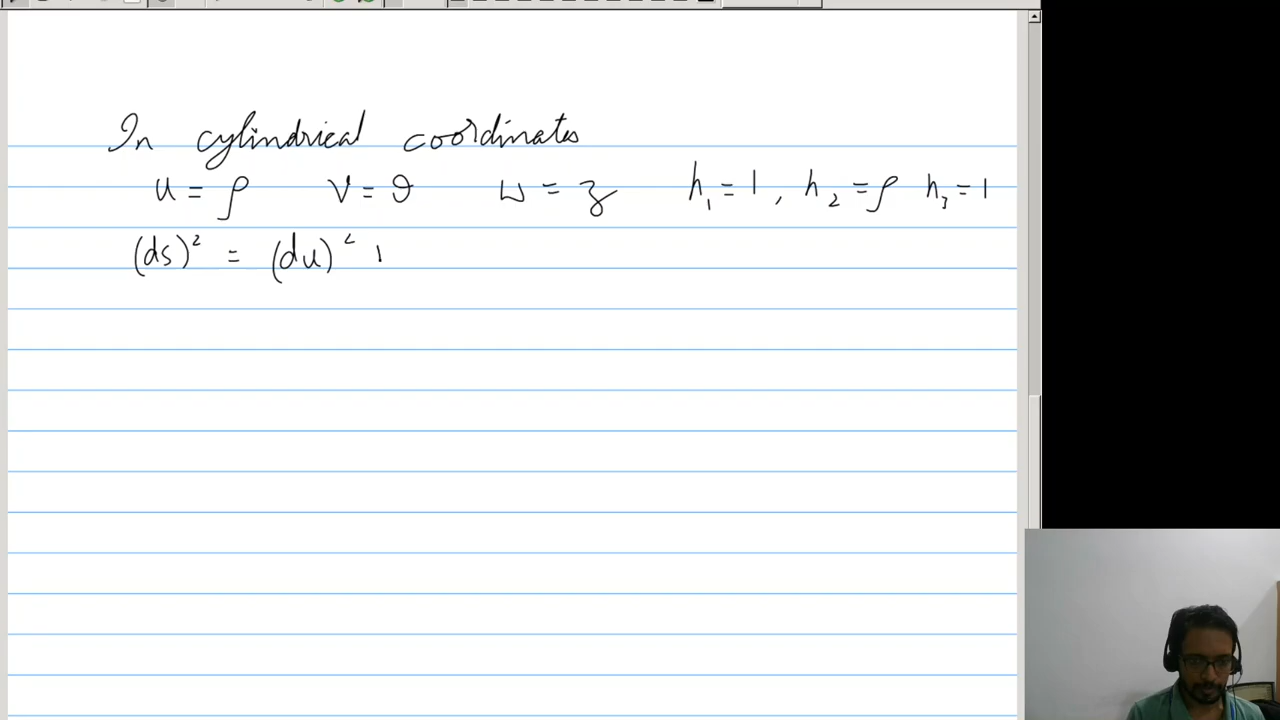 In cylindrical coordinates
u = ρ v = θ w = z h₁ = 1 , h₂ = ρ h₃ = 1
(ds)² = (du)²